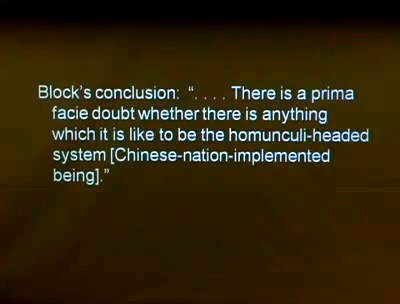 Block's conclusion: “. . . . There is a prima
facie doubt whether there is anything
which it is like to be the homunculi-headed
system [Chinese-nation-implemented
being].”